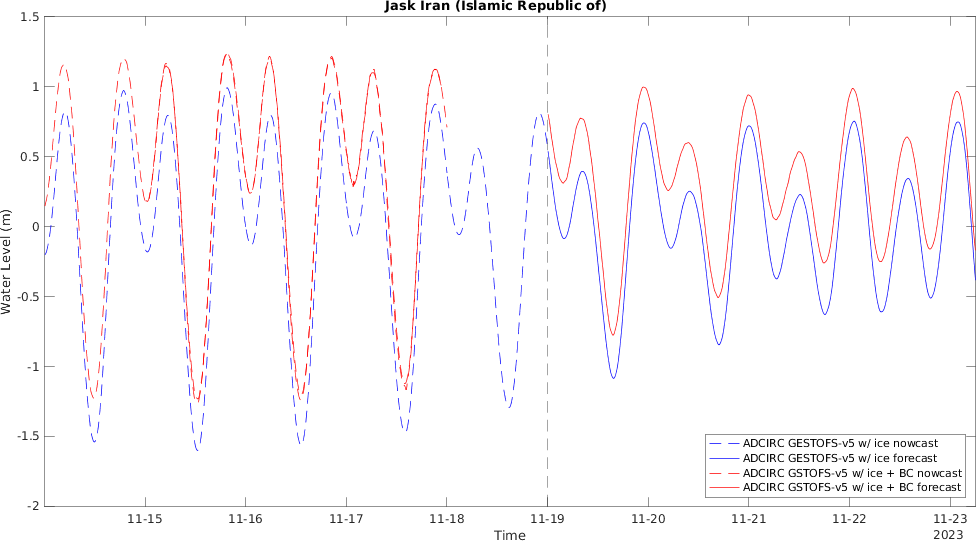 Jask Iran (Islamic Republic of)
1.5
1
0.5
0
-0.5
-1
-1.5
-2
Water Level (m)
11-15
11-16
11-17
11-18
11-19
11-20
11-21
11-22
11-23
Time
2023
ADCIRC GESTOFS-v5 w/ ice nowcast
ADCIRC GESTOFS-v5 w/ ice forecast
ADCIRC GSTOFS-v5 w/ ice + BC nowcast
ADCIRC GSTOFS-v5 w/ ice + BC forecast